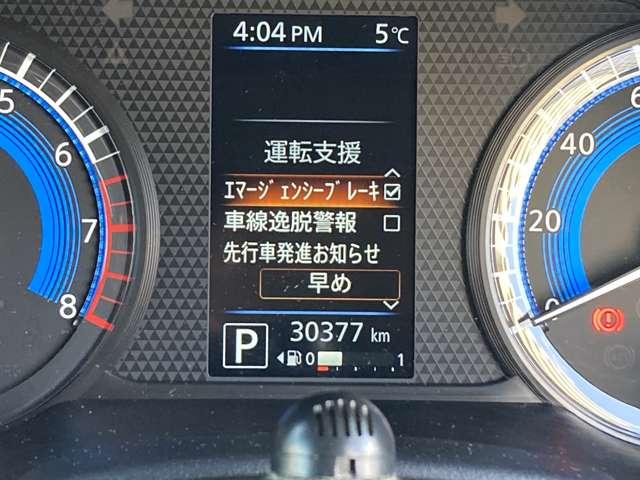 4:04 PM 5℃
運転支援
ｴﾏｰｼﾞｪﾝｼｰﾌﾞﾚｰｷ
車線逸脱警報
先行車発進お知らせ
早め
P 30377 km
0 1
5
6
7
8
40
20
0